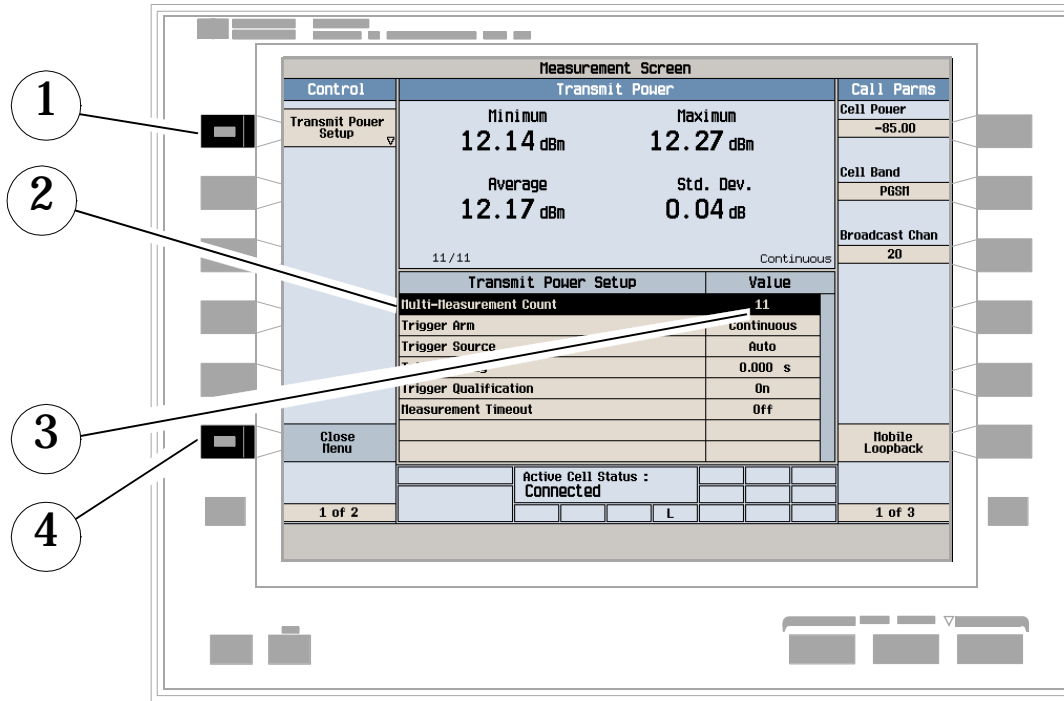 Measurement Screen
Control
Transmit Power
Call Parms
1
Transmit Power
Setup
Minimum
Maximum
12.14 dBm
12.27 dBm
Cell Power
-85.00
2
Average
Std. Dev.
12.17 dBm
0.04 dB
Cell Band
PGSM
11/11
Continuous
Broadcast Chan
20
Transmit Power Setup
Value
Multi-Measurement Count
11
Trigger Arm
Continuous
Trigger Source
Auto
0.000 s
Trigger Qualification
On
Measurement Timeout
Off
3
4
Close
Menu
Mobile
Loopback
Active Cell Status :
Connected
L
1 of 2
1 of 3